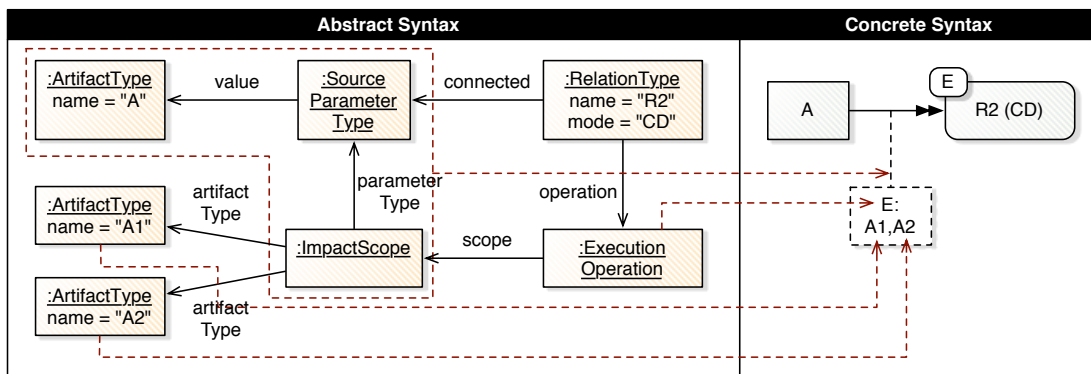 Abstract Syntax
Concrete Syntax
:ArtifactType
name = "A"
value
:Source
Parameter
Type
connected
:RelationType
name = "R2"
mode = "CD"
E
A
R2 (CD)
:ArtifactType
name = "A1"
artifact
Type
parameter
Type
operation
E:
A1,A2
:ImpactScope
scope
:Execution
Operation
:ArtifactType
name = "A2"
artifact
Type